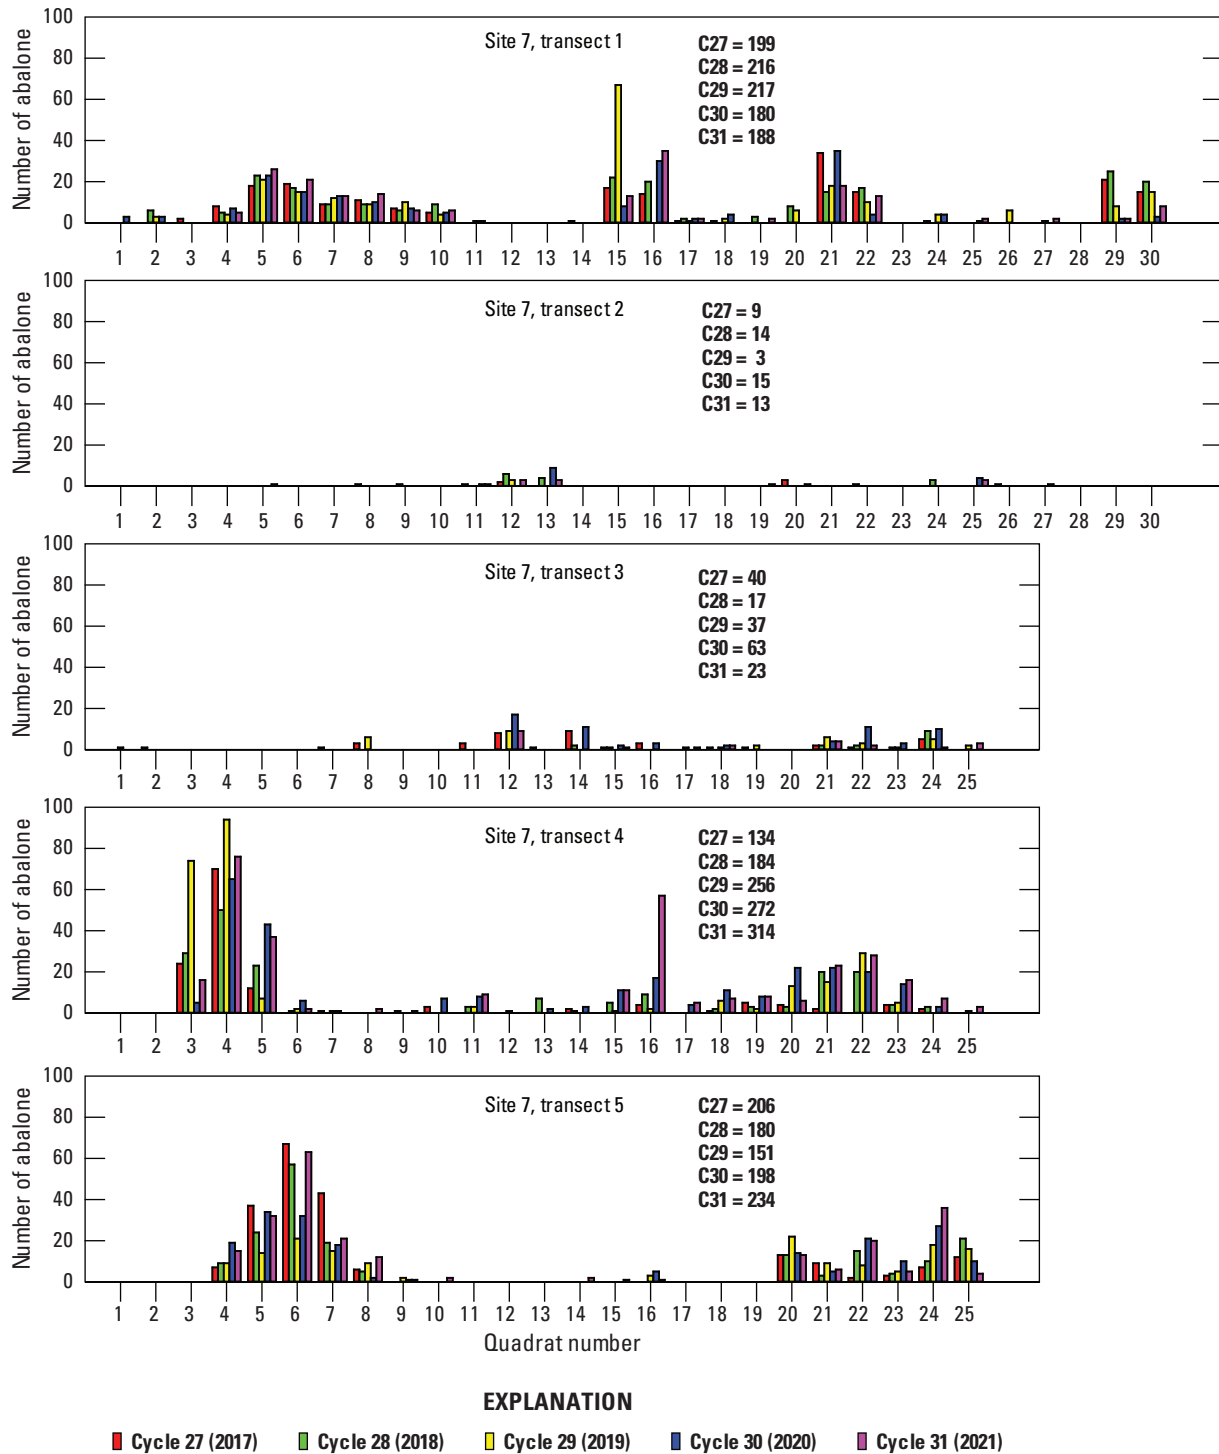 Number of abalone
100
80
60
40
20
0
Site 7, transect 1
C27 = 199
C28 = 216
C29 = 217
C30 = 180
C31 = 188
1 2 3 4 5 6 7 8 9 10 11 12 13 14 15 16 17 18 19 20 21 22 23 24 25 26 27 28 29 30
Number of abalone
100
80
60
40
20
0
Site 7, transect 2
C27 = 9
C28 = 14
C29 = 3
C30 = 15
C31 = 13
1 2 3 4 5 6 7 8 9 10 11 12 13 14 15 16 17 18 19 20 21 22 23 24 25 26 27 28 29 30
Number of abalone
100
80
60
40
20
0
Site 7, transect 3
C27 = 40
C28 = 17
C29 = 37
C30 = 63
C31 = 23
1 2 3 4 5 6 7 8 9 10 11 12 13 14 15 16 17 18 19 20 21 22 23 24 25
Number of abalone
100
80
60
40
20
0
Site 7, transect 4
C27 = 134
C28 = 184
C29 = 256
C30 = 272
C31 = 314
1 2 3 4 5 6 7 8 9 10 11 12 13 14 15 16 17 18 19 20 21 22 23 24 25
Number of abalone
100
80
60
40
20
0
Site 7, transect 5
C27 = 206
C28 = 180
C29 = 151
C30 = 198
C31 = 234
1 2 3 4 5 6 7 8 9 10 11 12 13 14 15 16 17 18 19 20 21 22 23 24 25
Quadrat number
EXPLANATION
Cycle 27 (2017) Cycle 28 (2018) Cycle 29 (2019) Cycle 30 (2020) Cycle 31 (2021)